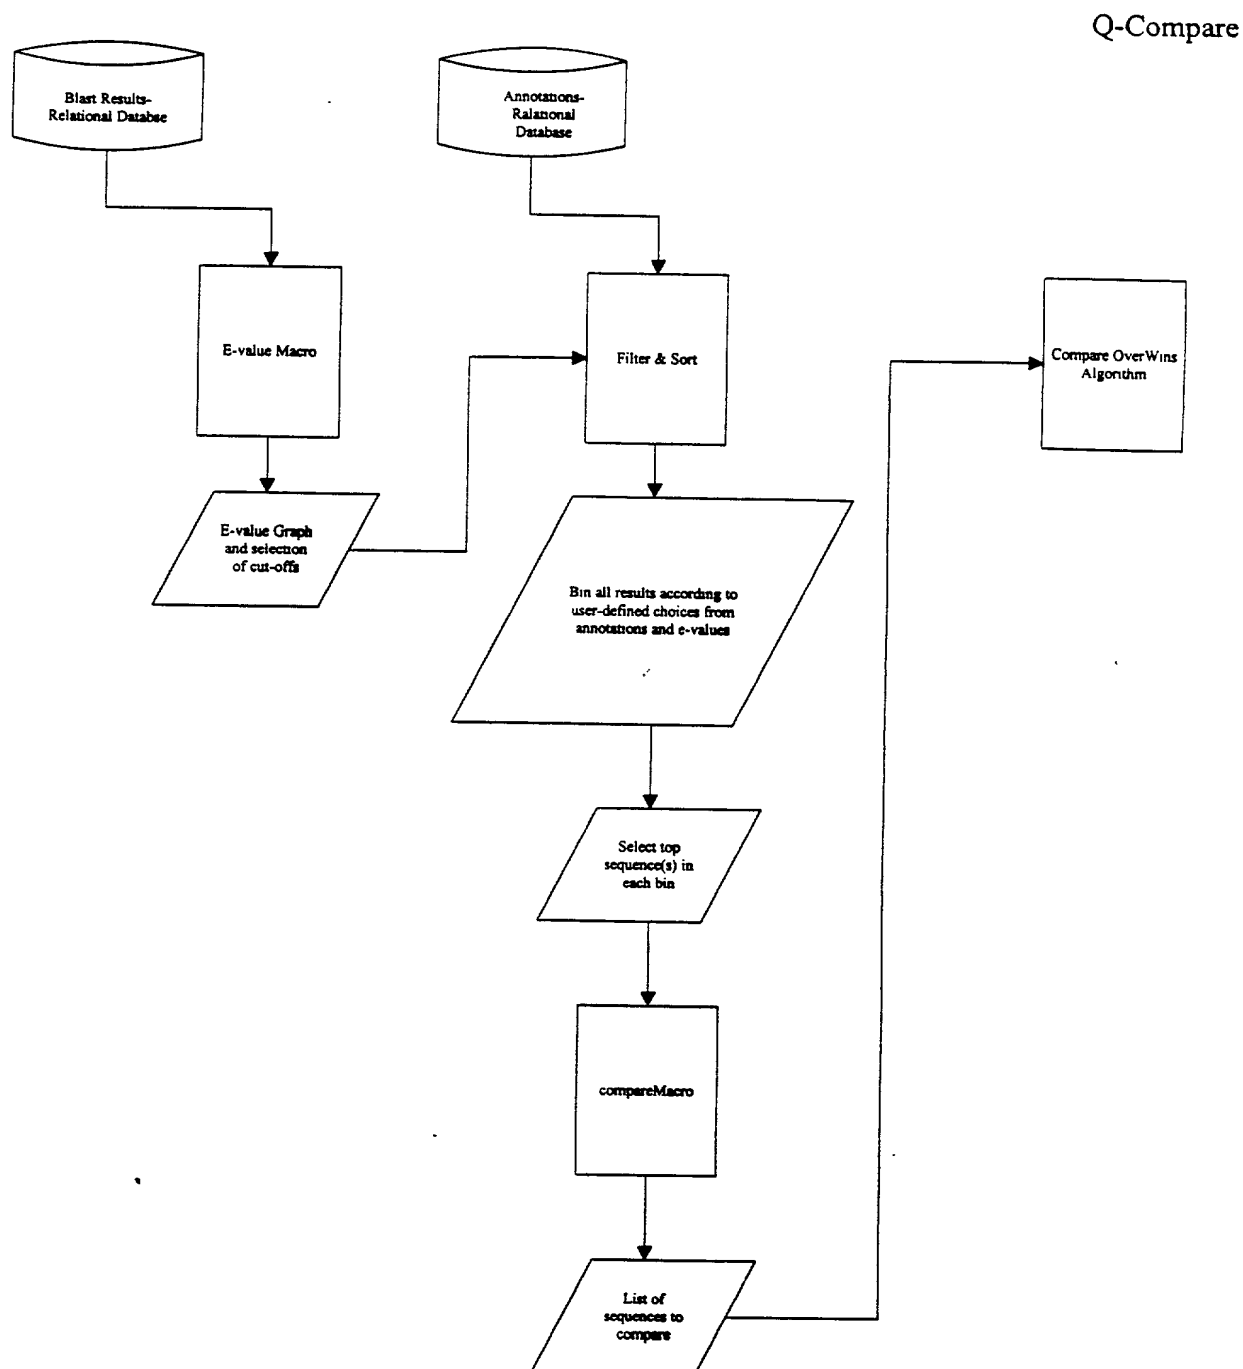 Q-Compare
Blast Results-
Relational Databse
Annotations-
Ralational
Database
E-value Macro
Filter & Sort
Compare OverWins
Algorithm
E-value Graph
and selection
of cut-offs
Bin all results according to
user-defined choices from
annotations and e-values
Select top
sequence(s) in
each bin
compareMacro
List of
sequences to
compare